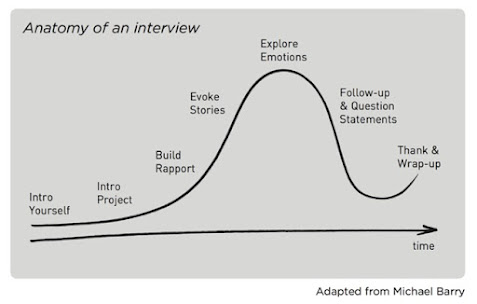 Anatomy of an interview
Intro
Yourself
Intro
Project
Build
Rapport
Evoke
Stories
Explore
Emotions
Follow-up
& Question
Statements
Thank &
Wrap-up
time
Adapted from Michael Barry